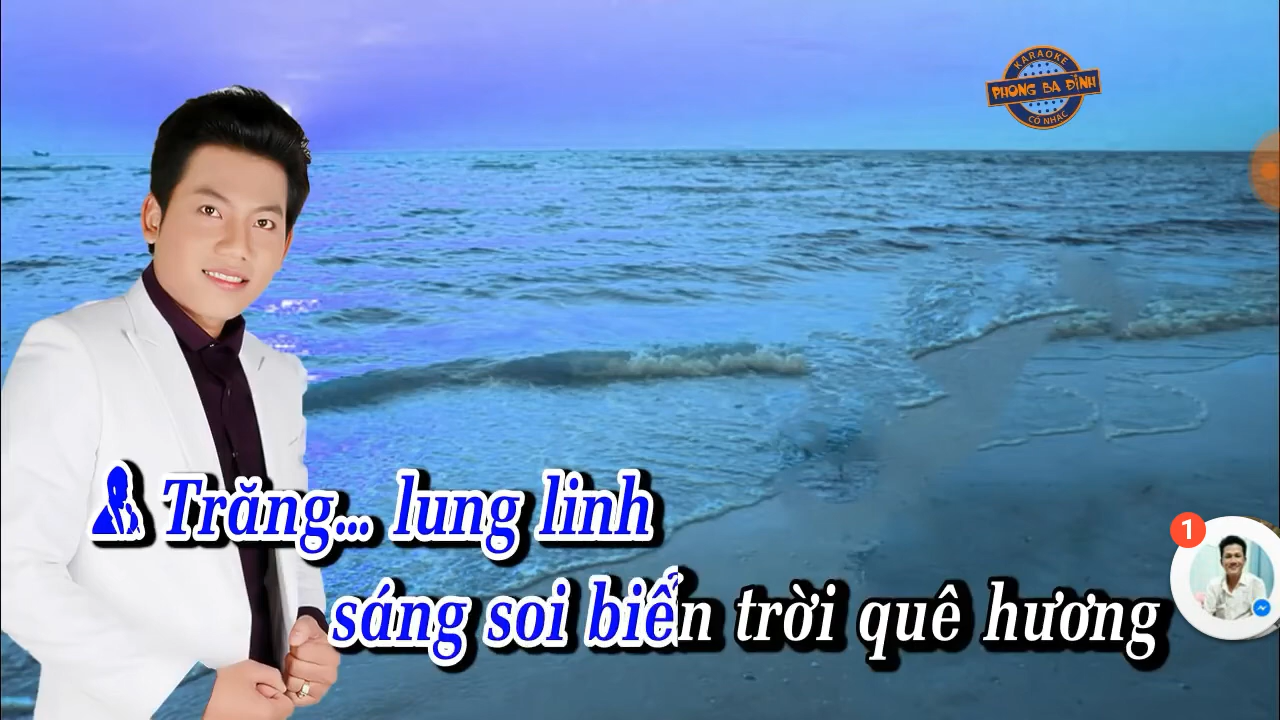 KARAOKE
PHONG BA ĐÌNH
CỔ NHẠC
Trăng... lung linh
sáng soi biển trời quê hương
1